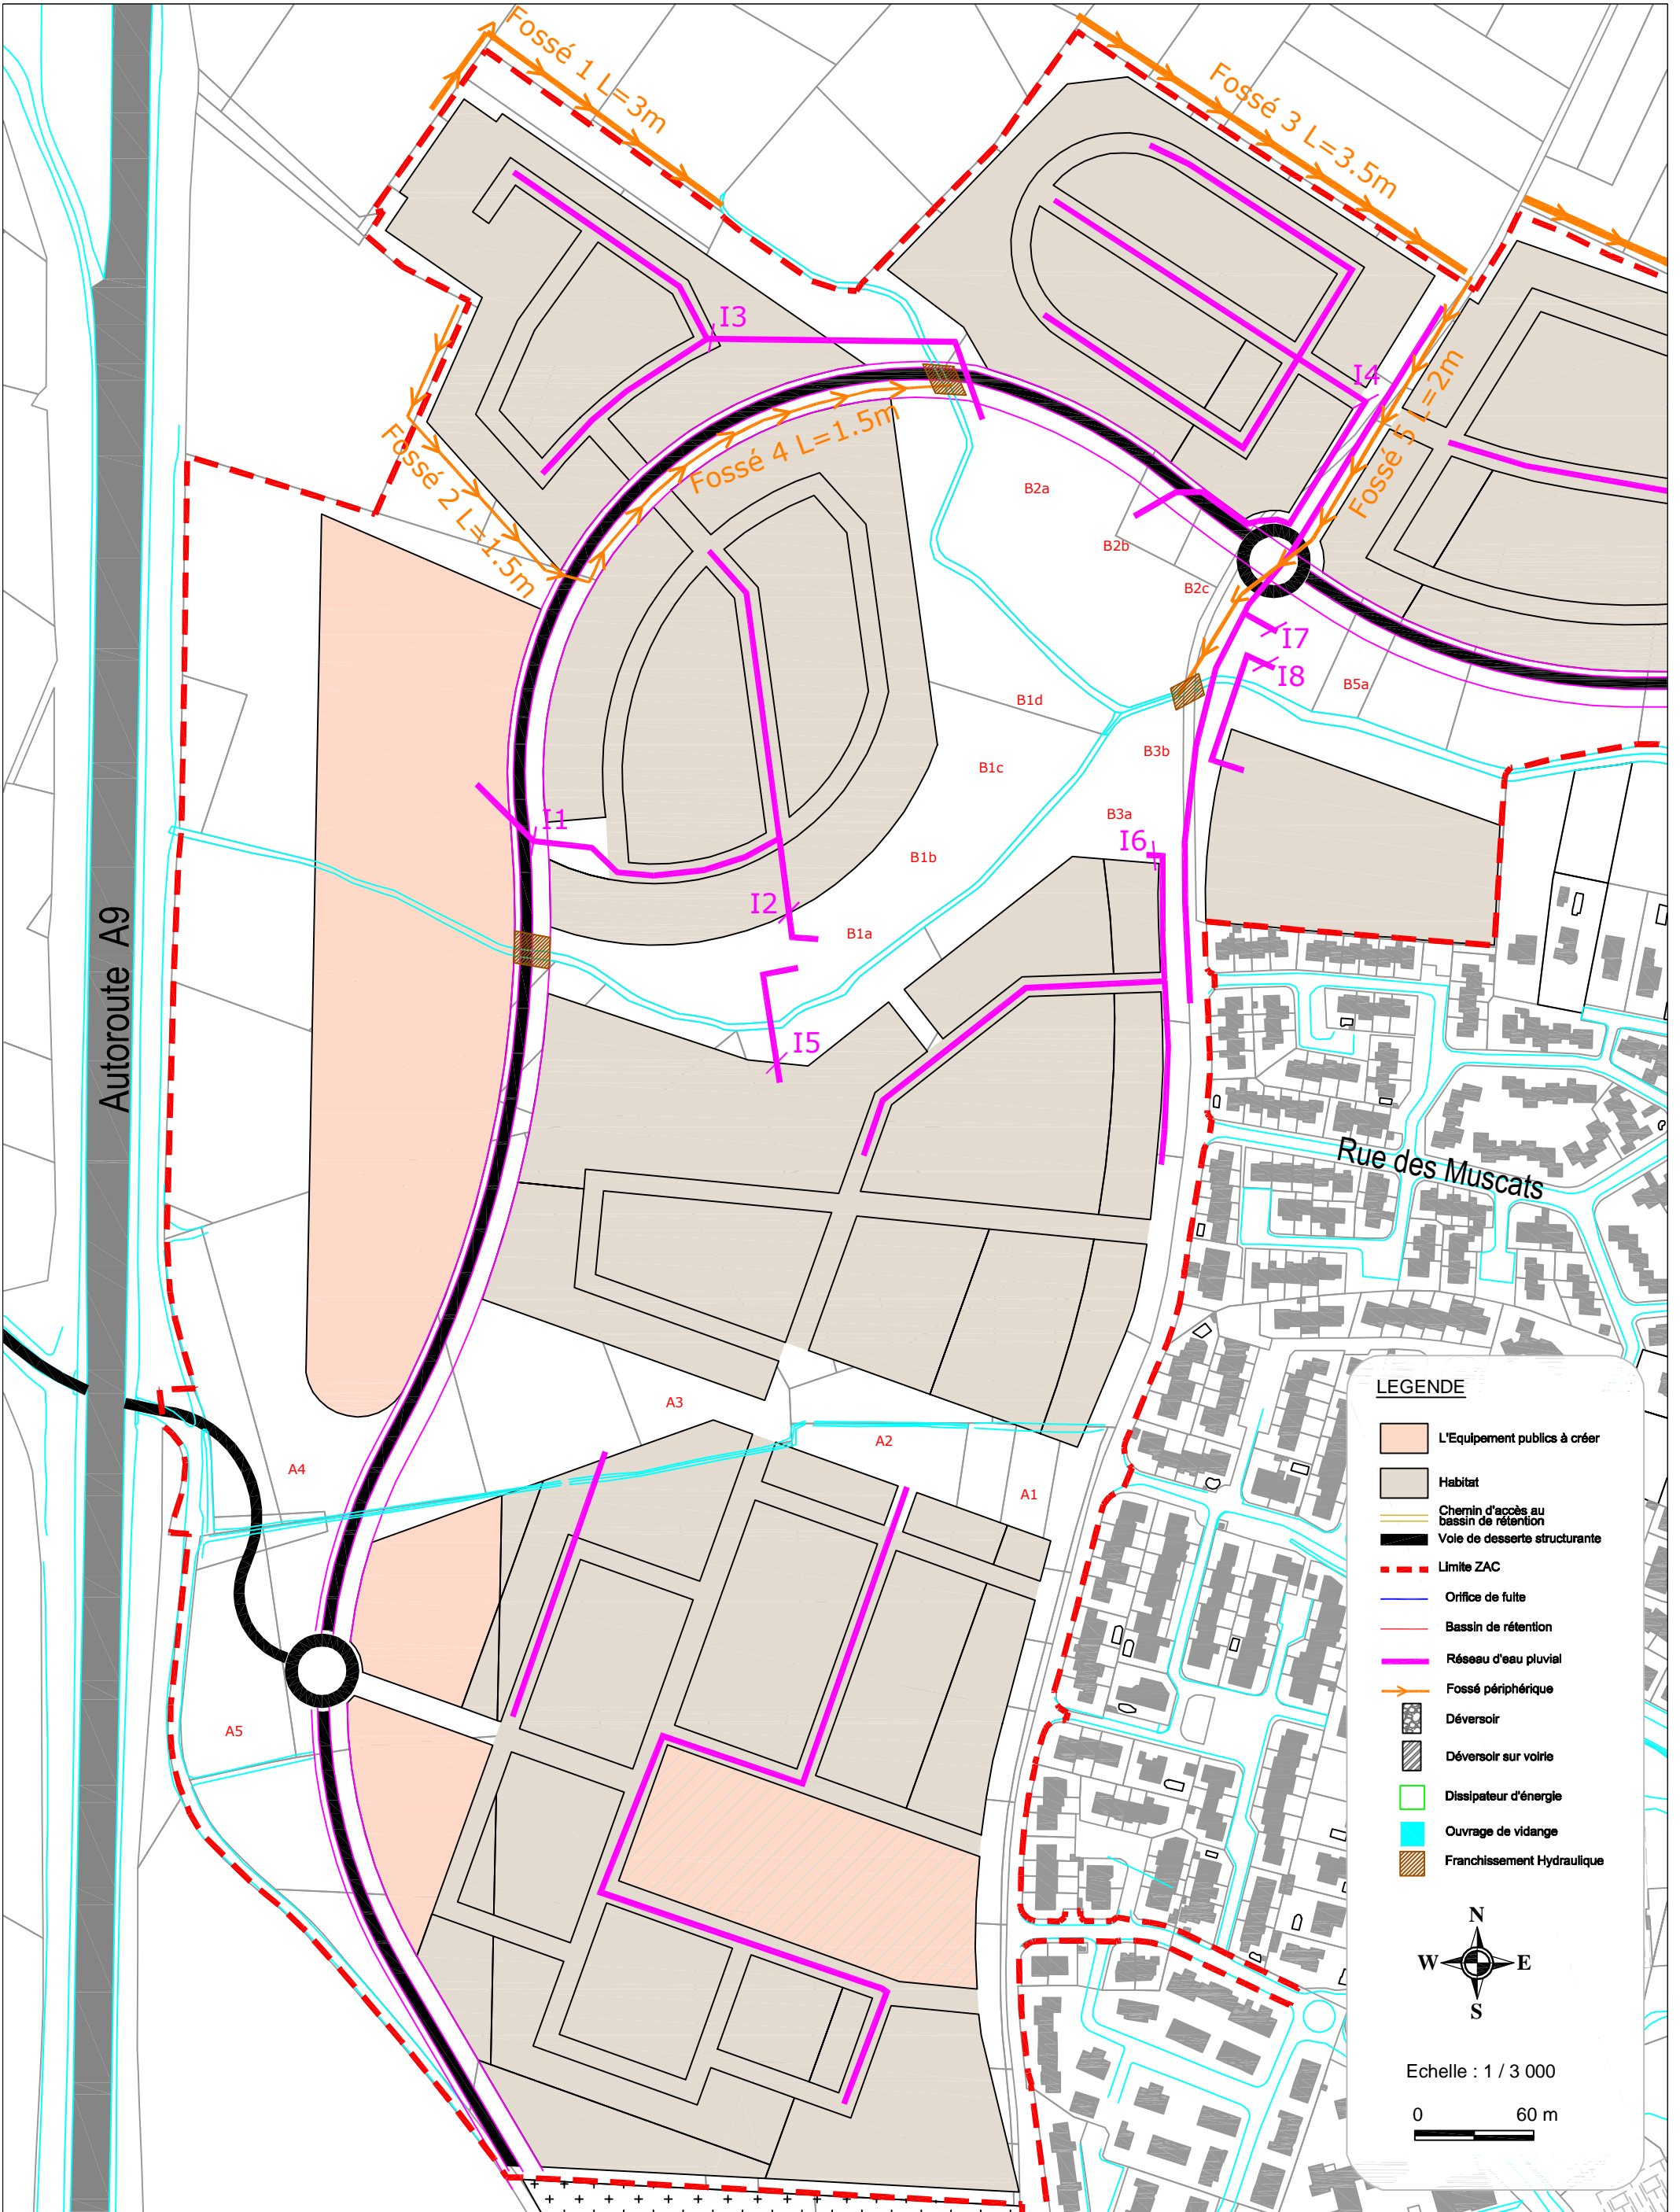 Fossé 1 L=3m
Fossé 3 L=3.5m
I3
I4
Fossé 4 L=1.5m
Fossé 5 L=2m
Fossé 2 L=1.5m
B2a
B2b
B2c
I7
I8
B5a
B1d
B3b
B1c
B3a
I1
I6
B1b
I2
B1a
Autoroute A9
I5
Rue des Muscats
A3
A2
A4
A1
A5
LEGENDE
L'Equipement publics à créer
Habitat
Chemin d'accès au
bassin de rétention
Voie de desserte structurante
Limite ZAC
Orifice de fuite
Bassin de rétention
Réseau d'eau pluvial
Fossé périphérique
Déversoir
Déversoir sur voirie
Dissipateur d'énergie
Ouvrage de vidange
Franchissement Hydraulique
N
W E
S
Echelle : 1 / 3 000
0 60 m